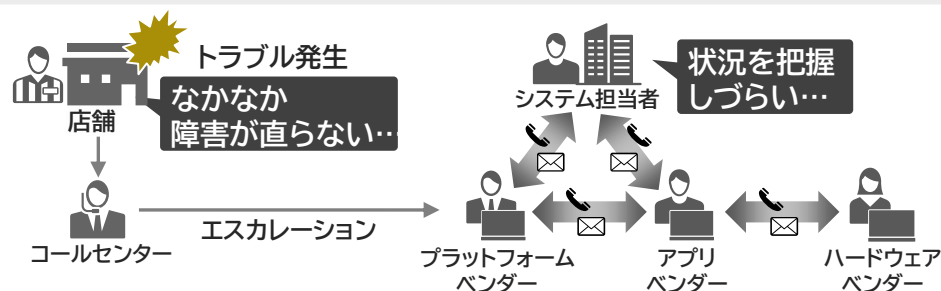 トラブル発生
なかなか
障害が直らない…
店舗
コールセンター
エスカレーション
システム担当者
状況を把握
しづらい…
プラットフォーム
ベンダー
アプリ
ベンダー
ハードウェア
ベンダー